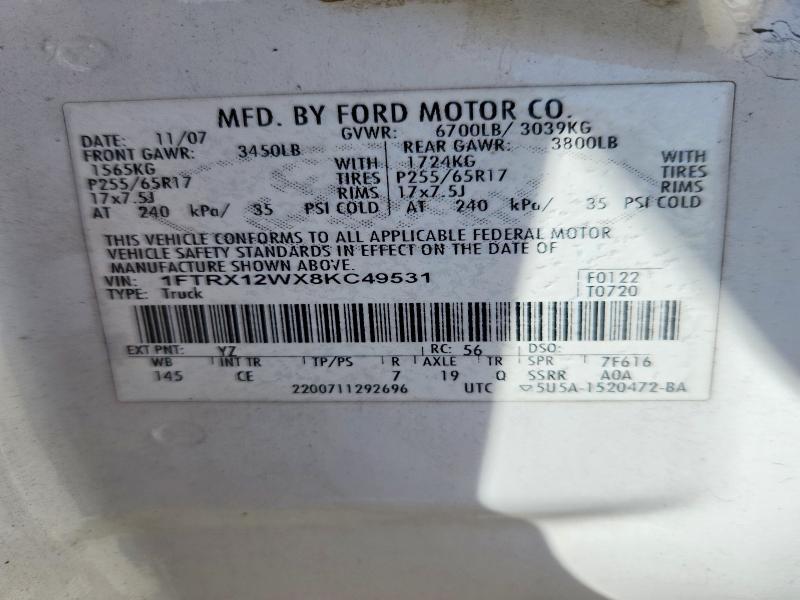 MFD. BY FORD MOTOR CO.
DATE: 11/07 GVWR: 6700LB/ 3039KG
FRONT GAWR: 3450LB REAR GAWR: 3800LB
1565KG WITH 1724KG WITH
P255/65R17 TIRES P255/65R17 TIRES
17x7.5J RIMS 17x7.5J RIMS
AT 240 kPa/ 35 PSI COLD AT 240 kPa/ 35 PSI COLD
THIS VEHICLE CONFORMS TO ALL APPLICABLE FEDERAL MOTOR
VEHICLE SAFETY STANDARDS IN EFFECT ON THE DATE OF
MANUFACTURE SHOWN ABOVE.
VIN: 1FTRX12WX8KC49531 F0122
TYPE: Truck T0720
EXT PNT: YZ RC: 56 DSO:
WB INT TR TP/PS R AXLE TR SPR 7F616
145 CE 7 19 Q SSRR A0A
2200711292696 UTC ▽5U5A-1520472-BA